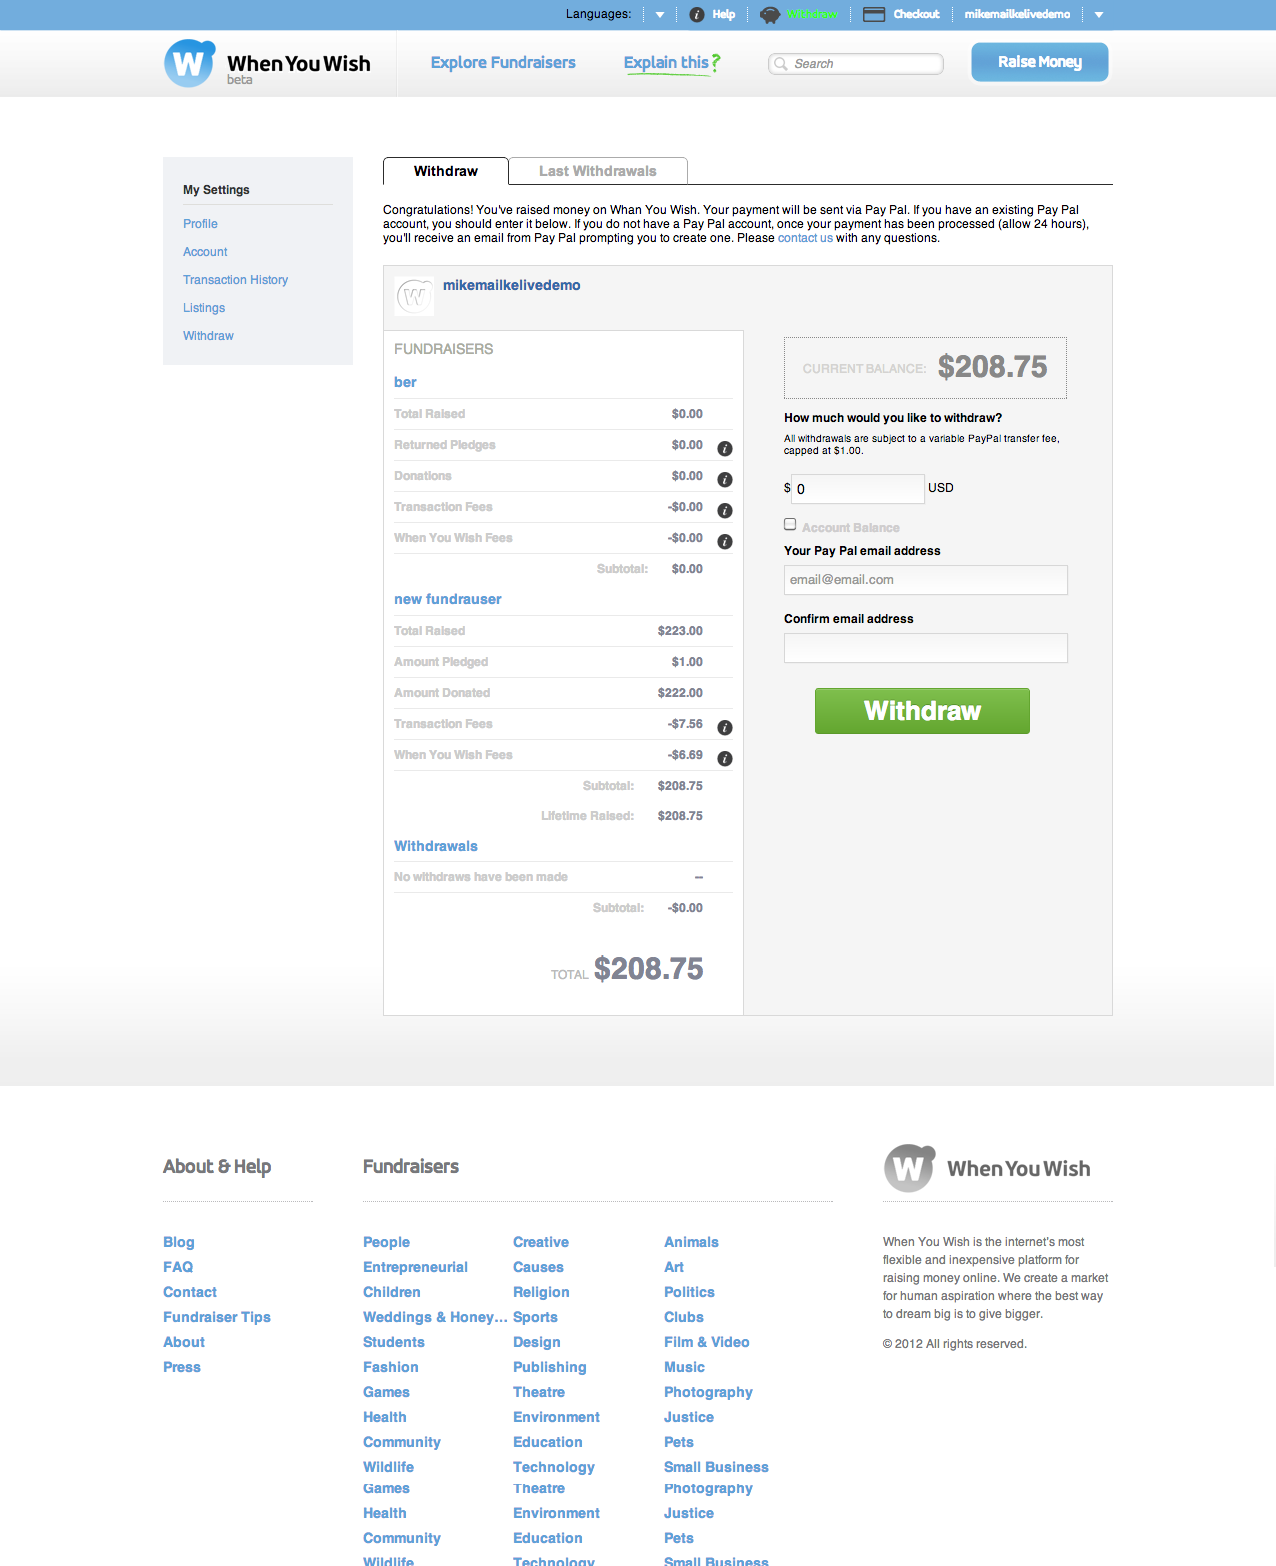 Languages:
Help
Withdraw
Checkout
mikemailkelivedemo
W When You Wish
beta
Explore Fundraisers
Explain this?
Search
Raise Money
My Settings
Profile
Account
Transaction History
Listings
Withdraw
Withdraw
Last Withdrawals
Congratulations! You've raised money on Whan You Wish. Your payment will be sent via Pay Pal. If you have an existing Pay Pal
account, you should enter it below. If you do not have a Pay Pal account, once your payment has been processed (allow 24 hours),
you'll receive an email from Pay Pal prompting you to create one. Please contact us with any questions.
W
mikemailkelivedemo
FUNDRAISERS
ber
Total Raised $0.00
Returned Pledges $0.00 i
Donations $0.00 i
Transaction Fees -$0.00 i
When You Wish Fees -$0.00 i
Subtotal: $0.00
new fundrauser
Total Raised $223.00
Amount Pledged $1.00
Amount Donated $222.00
Transaction Fees -$7.56 i
When You Wish Fees -$6.69 i
Subtotal: $208.75
Lifetime Raised: $208.75
Withdrawals
No withdraws have been made --
Subtotal: -$0.00
TOTAL $208.75
CURRENT BALANCE: $208.75
How much would you like to withdraw?
All withdrawals are subject to a variable PayPal transfer fee,
capped at $1.00.
$ 0 USD
Account Balance
Your Pay Pal email address
email@email.com
Confirm email address
Withdraw
About & Help
Blog
FAQ
Contact
Fundraiser Tips
About
Press
Fundraisers
People Creative Animals
Entrepreneurial Causes Art
Children Religion Politics
Weddings & Honey... Sports Clubs
Students Design Film & Video
Fashion Publishing Music
Games Theatre Photography
Health Environment Justice
Community Education Pets
Wildlife Technology Small Business
Games Theatre Photography
Health Environment Justice
Community Education Pets
Wildlife Technology Small Business
W When You Wish
When You Wish is the internet's most
flexible and inexpensive platform for
raising money online. We create a market
for human aspiration where the best way
to dream big is to give bigger.
© 2012 All rights reserved.